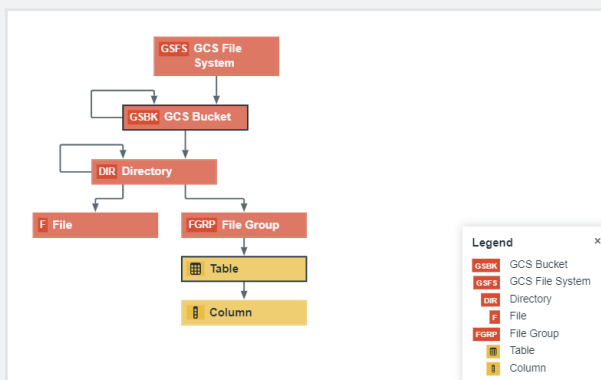 GSFS GCS File
System
GSBK GCS Bucket
DIR Directory
F File
FGRP File Group
Table
Column
Legend ×
GSBK GCS Bucket
GSFS GCS File System
DIR Directory
F File
FGRP File Group
Table
Column